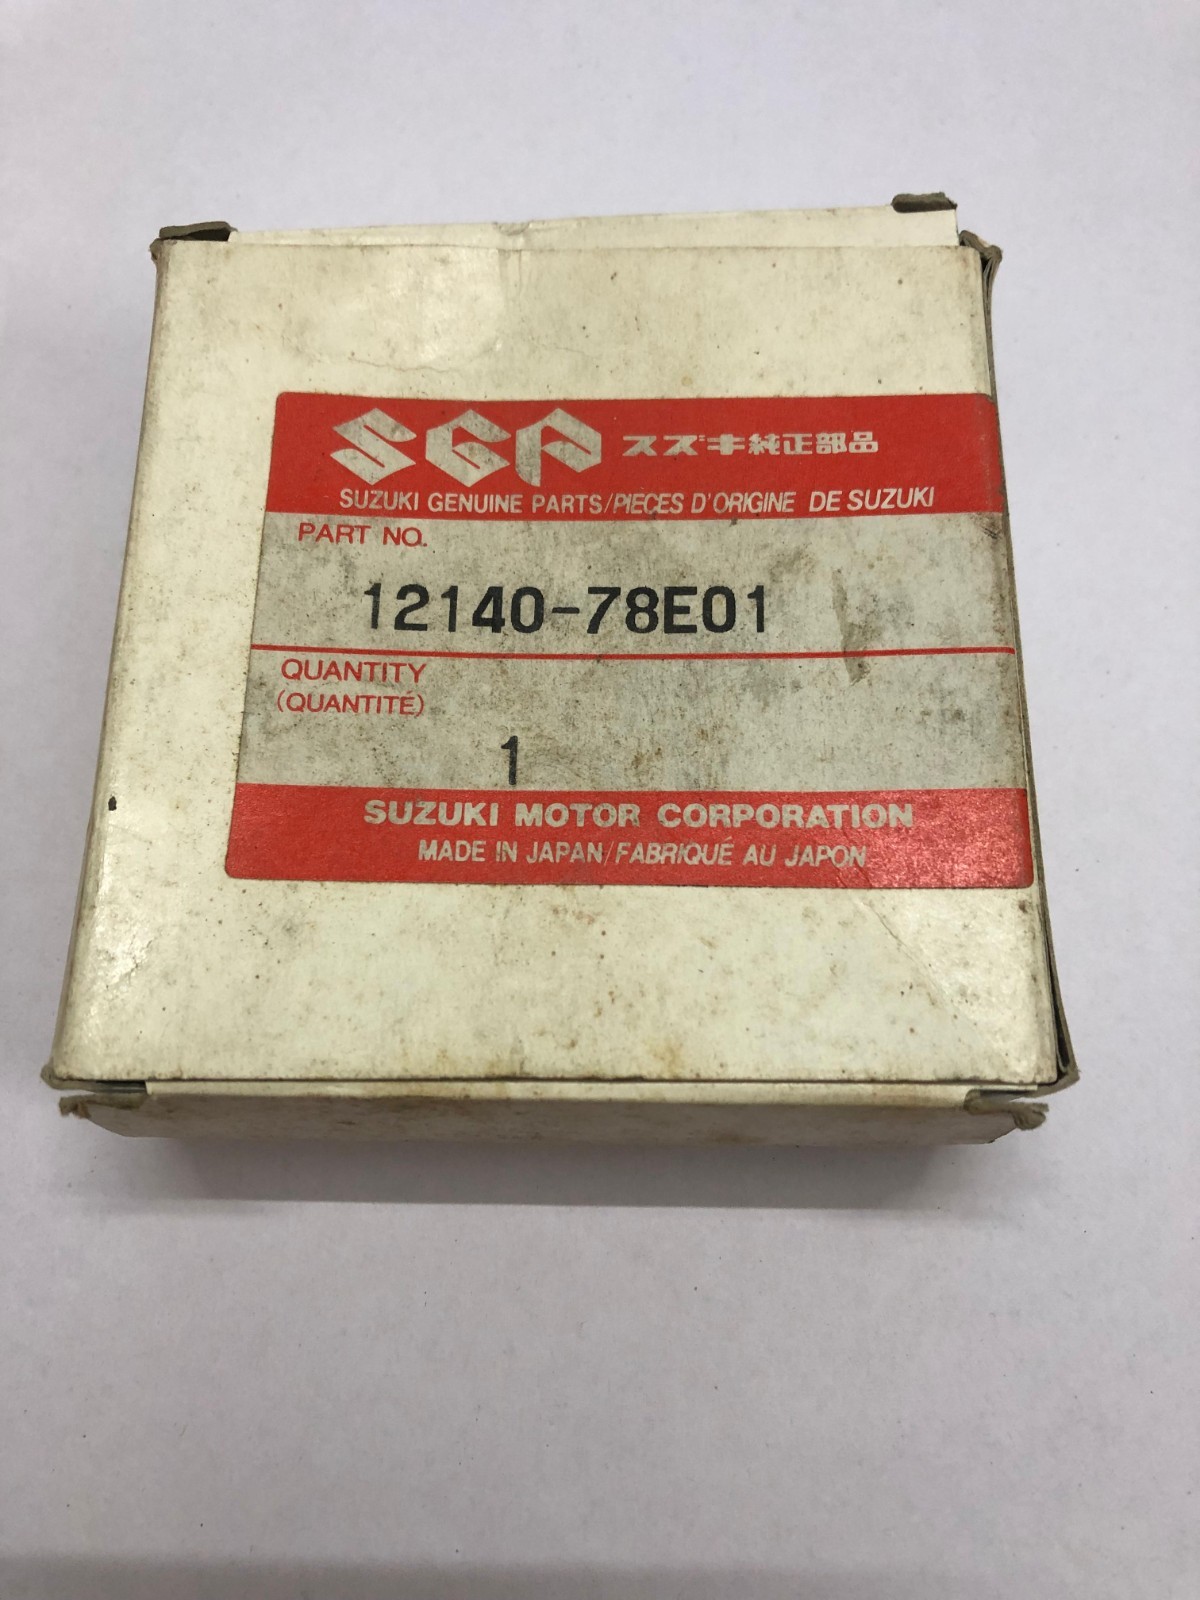 SGP スズキ純正部品
SUZUKI GENUINE PARTS/PIECES D'ORIGINE DE SUZUKI
PART NO.
12140-78E01
QUANTITY
(QUANTITÉ)
1
SUZUKI MOTOR CORPORATION
MADE IN JAPAN/FABRIQUÉ AU JAPON